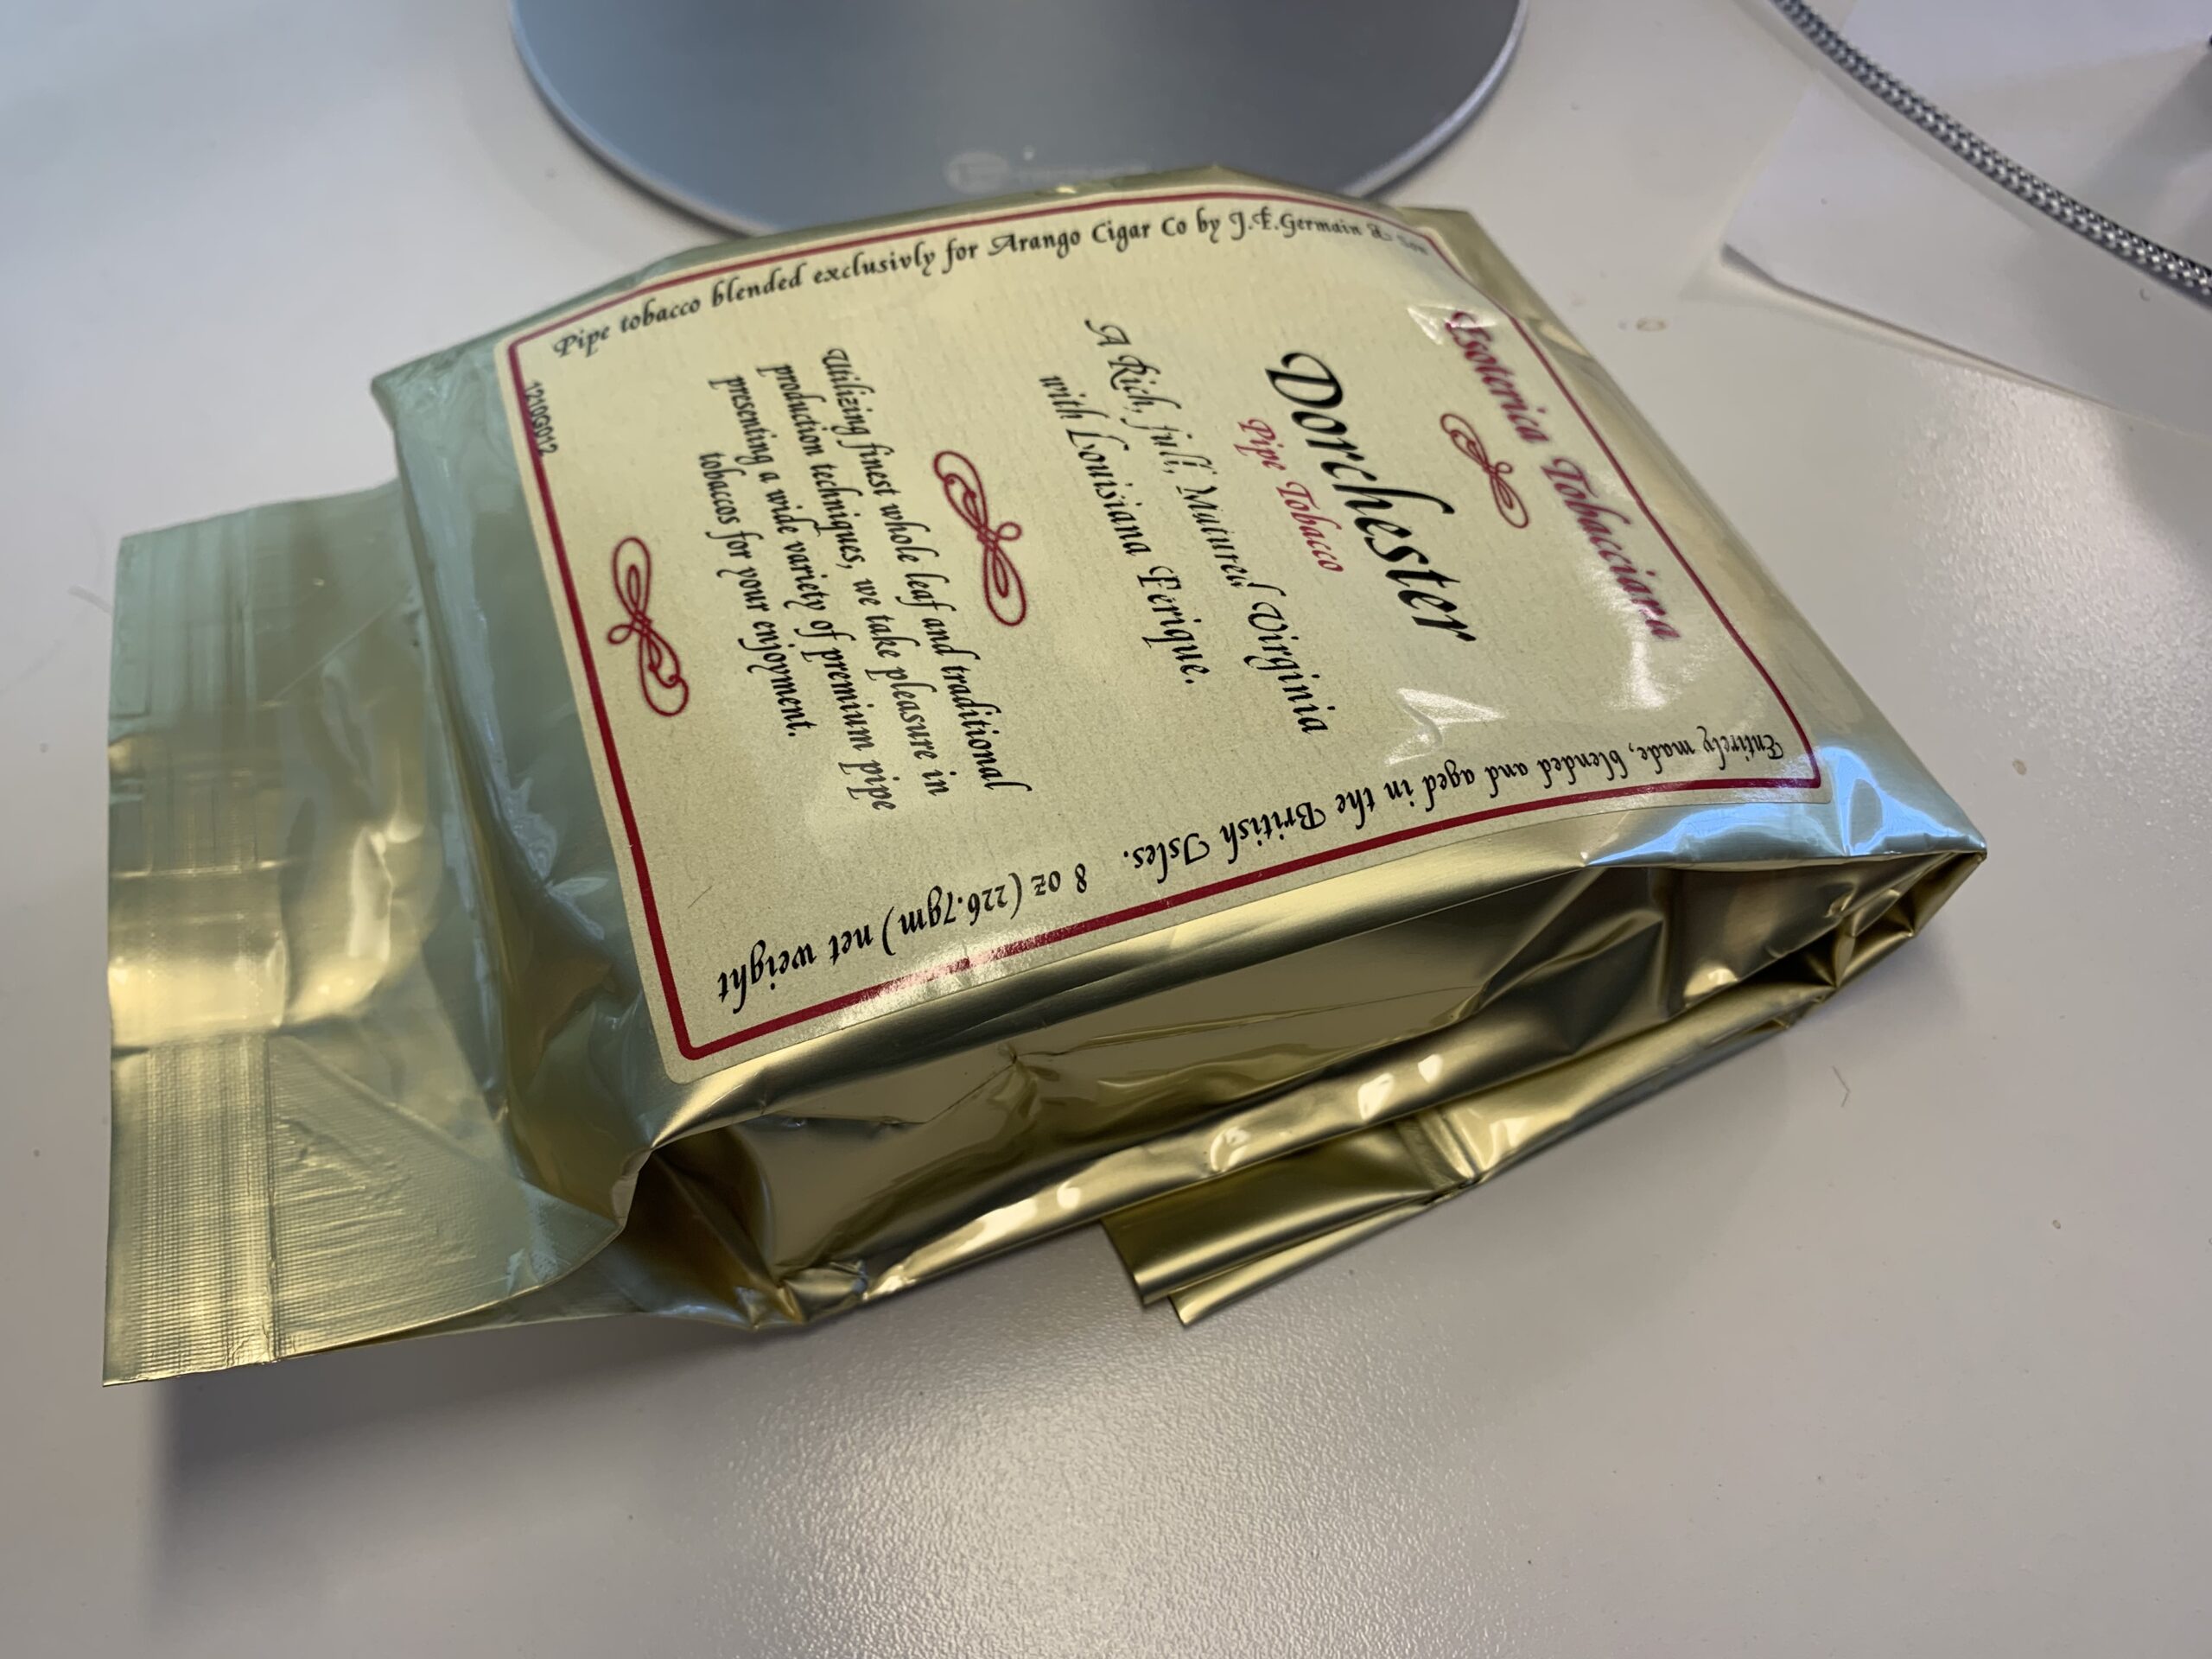 Esoterica Tobacciana
Dorchester
Pipe Tobacco
A Rich, full, Matured Virginia
with Louisiana Perique.
Utilizing finest whole leaf and traditional
production techniques, we take pleasure in
presenting a wide variety of premium pipe
tobaccos for your enjoyment.
Pipe tobacco blended exclusivly for Arango Cigar Co by J.F.Germain & Son
Entirely made, blended and aged in the British Isles. 8 oz (226.7gm) net weight